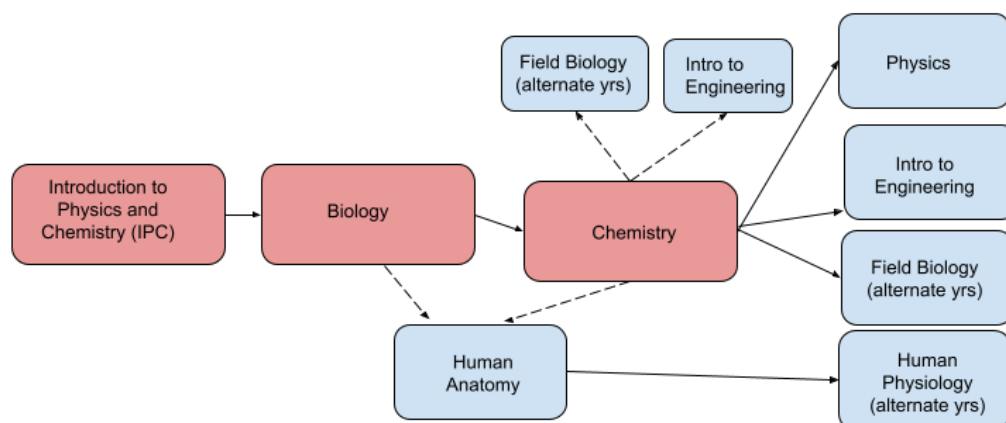 Field Biology
(alternate yrs)
Intro to
Engineering
Physics
Introduction to
Physics and
Chemistry (IPC)
Biology
Chemistry
Intro to
Engineering
Field Biology
(alternate yrs)
Human
Anatomy
Human
Physiology
(alternate yrs)